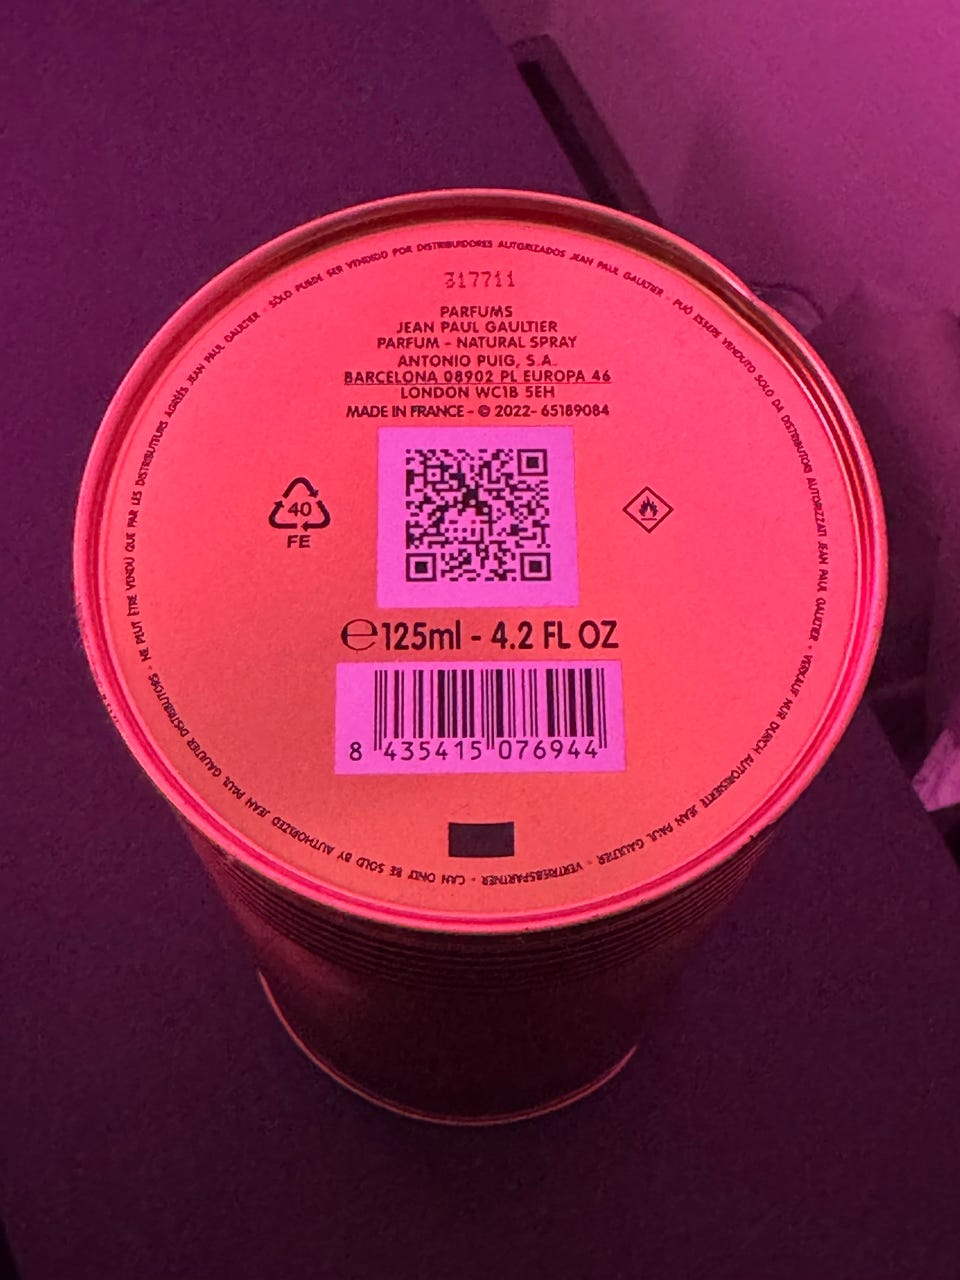 317711
PARFUMS
JEAN PAUL GAULTIER
PARFUM - NATURAL SPRAY
ANTONIO PUIG, S.A.
BARCELONA 08902 PL EUROPA 46
LONDON WC1B 5EH
MADE IN FRANCE - © 2022- 65189084
40
FE
℮125ml - 4.2 FL OZ
8 435415 076944
NE PEUT ÊTRE VENDU QUE PAR LES DISTRIBUTEURS AGRÉÉS JEAN PAUL GAULTIER - SÓLO PUEDE SER VENDIDO POR DISTRIBUIDORES AUTORIZADOS JEAN PAUL GAULTIER - PUÒ ESSERE VENDUTO SOLO DA DISTRIBUTORI AUTORIZZATI JEAN PAUL GAULTIER - VERKAUF NUR DURCH AUTORISIERTE JEAN PAUL GAULTIER - VERTRIEBSPARTNER - CAN ONLY BE SOLD BY AUTHORIZED JEAN PAUL GAULTIER DISTRIBUTORS -